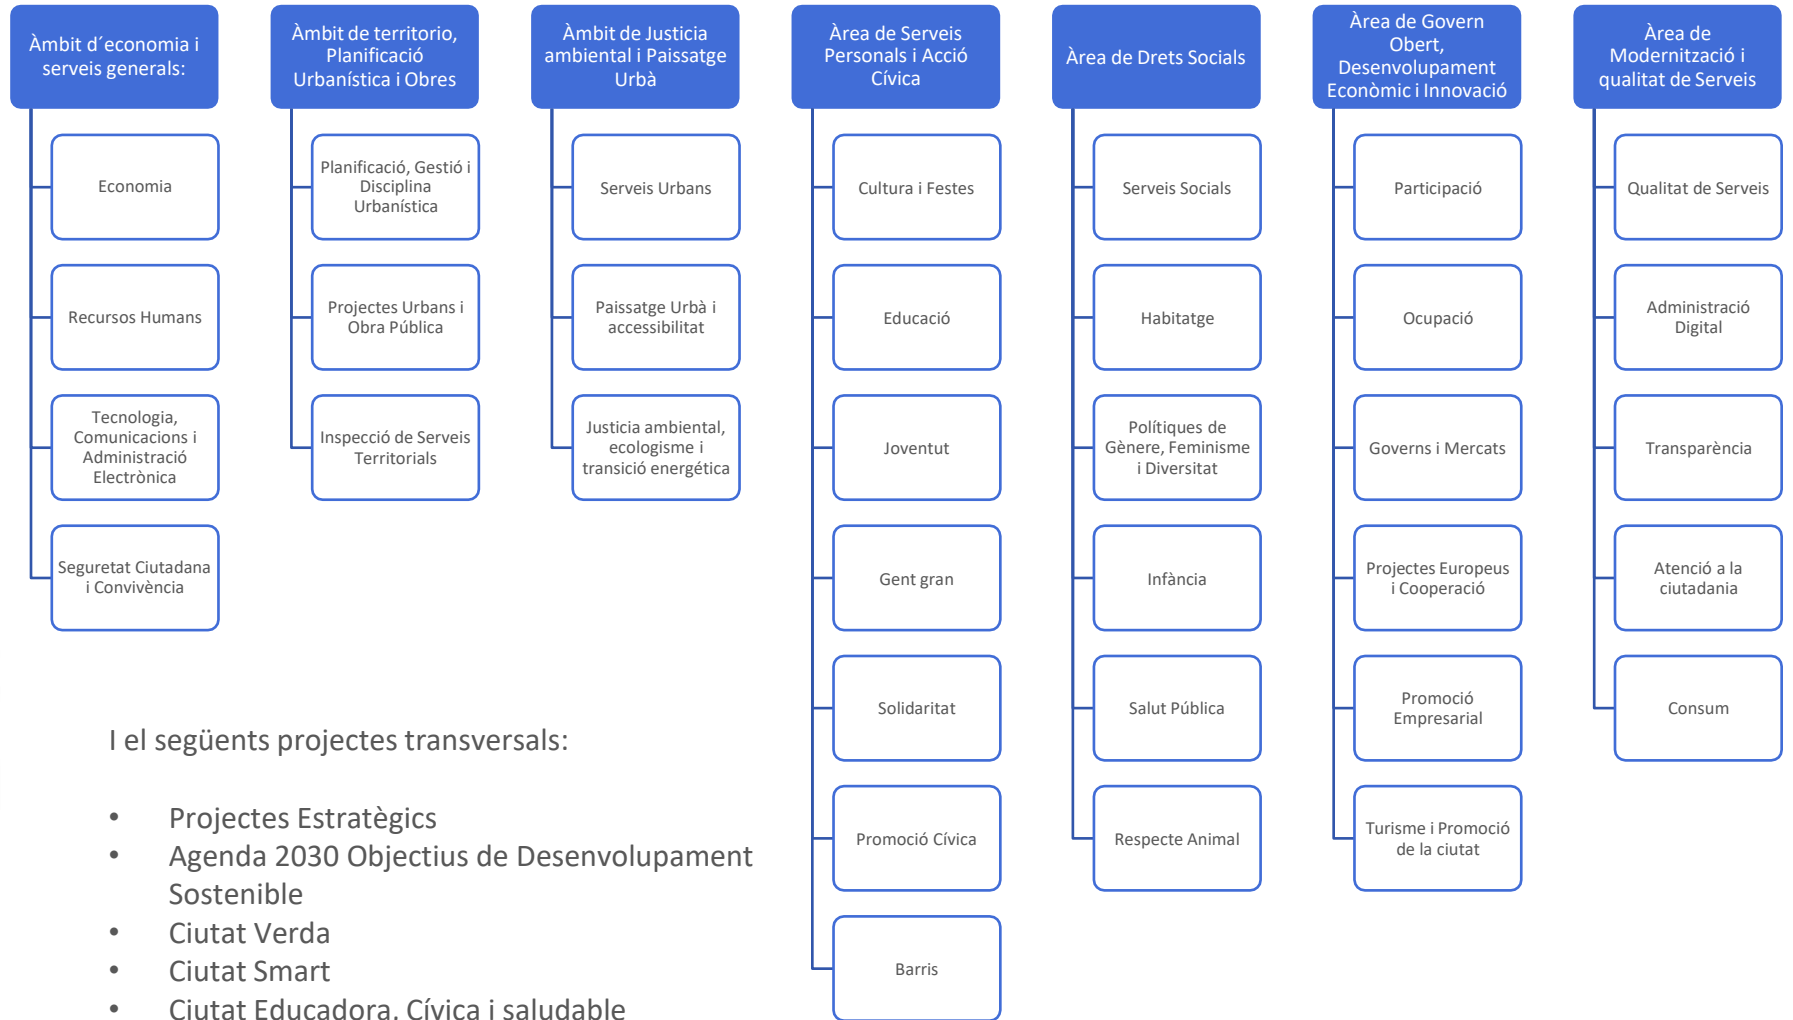 Àmbit d´economia i
serveis generals:
Economia
Recursos Humans
Tecnologia,
Comunicacions i
Administració
Electrònica
Seguretat Ciutadana
i Convivència
Àmbit de territorio,
Planificació
Urbanística i Obres
Planificació, Gestió i
Disciplina
Urbanística
Projectes Urbans i
Obra Pública
Inspecció de Serveis
Territorials
Àmbit de Justicia
ambiental i Paissatge
Urbà
Serveis Urbans
Paissatge Urbà i
accessibilitat
Justicia ambiental,
ecologisme i
transició energética
Àrea de Serveis
Personals i Acció
Cívica
Cultura i Festes
Educació
Joventut
Gent gran
Solidaritat
Promoció Cívica
Barris
Àrea de Drets Socials
Serveis Socials
Habitatge
Polítiques de
Gènere, Feminisme
i Diversitat
Infància
Salut Pública
Respecte Animal
Àrea de Govern
Obert,
Desenvolupament
Econòmic i Innovació
Participació
Ocupació
Governs i Mercats
Projectes Europeus
i Cooperació
Promoció
Empresarial
Turisme i Promoció
de la ciutat
Àrea de
Modernització i
qualitat de Serveis
Qualitat de Serveis
Administració
Digital
Transparència
Atenció a la
ciutadania
Consum
I el següents projectes transversals:
• Projectes Estratègics
• Agenda 2030 Objectius de Desenvolupament
Sostenible
• Ciutat Verda
• Ciutat Smart
• Ciutat Educadora, Cívica i saludable